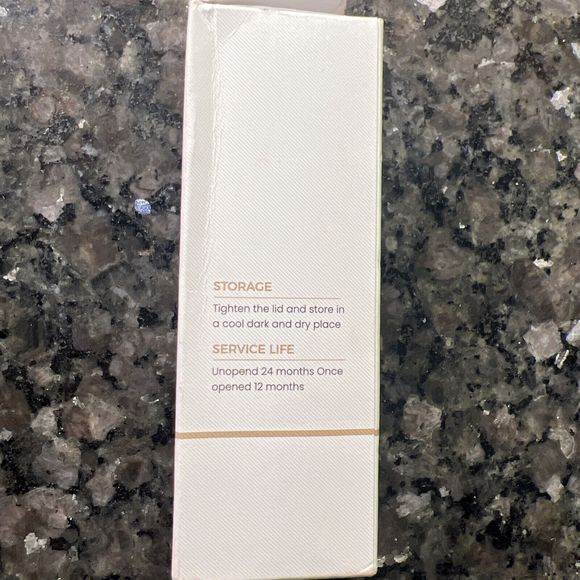 STORAGE
Tighten the lid and store in
a cool dark and dry place
SERVICE LIFE
Unopend 24 months Once
opened 12 months